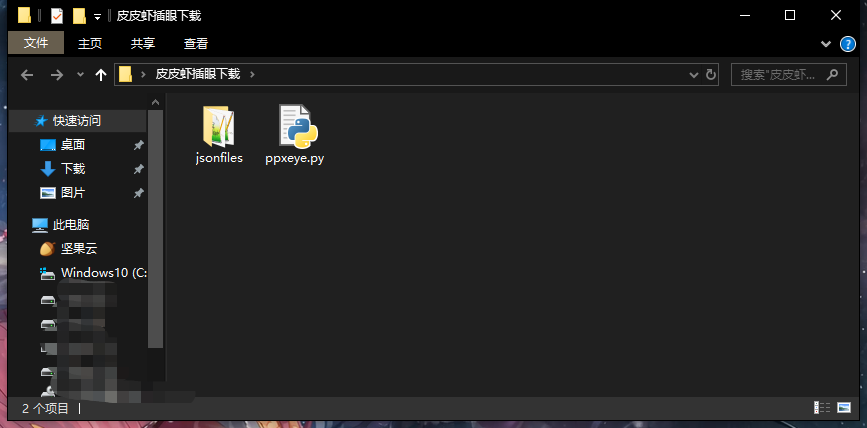 皮皮虾插眼下载
文件 主页 共享 查看
皮皮虾插眼下载
搜索"皮皮虾...
快速访问
桌面
下载
图片
此电脑
坚果云
Windows10 (C:
jsonfiles
ppxeye.py
2 个项目